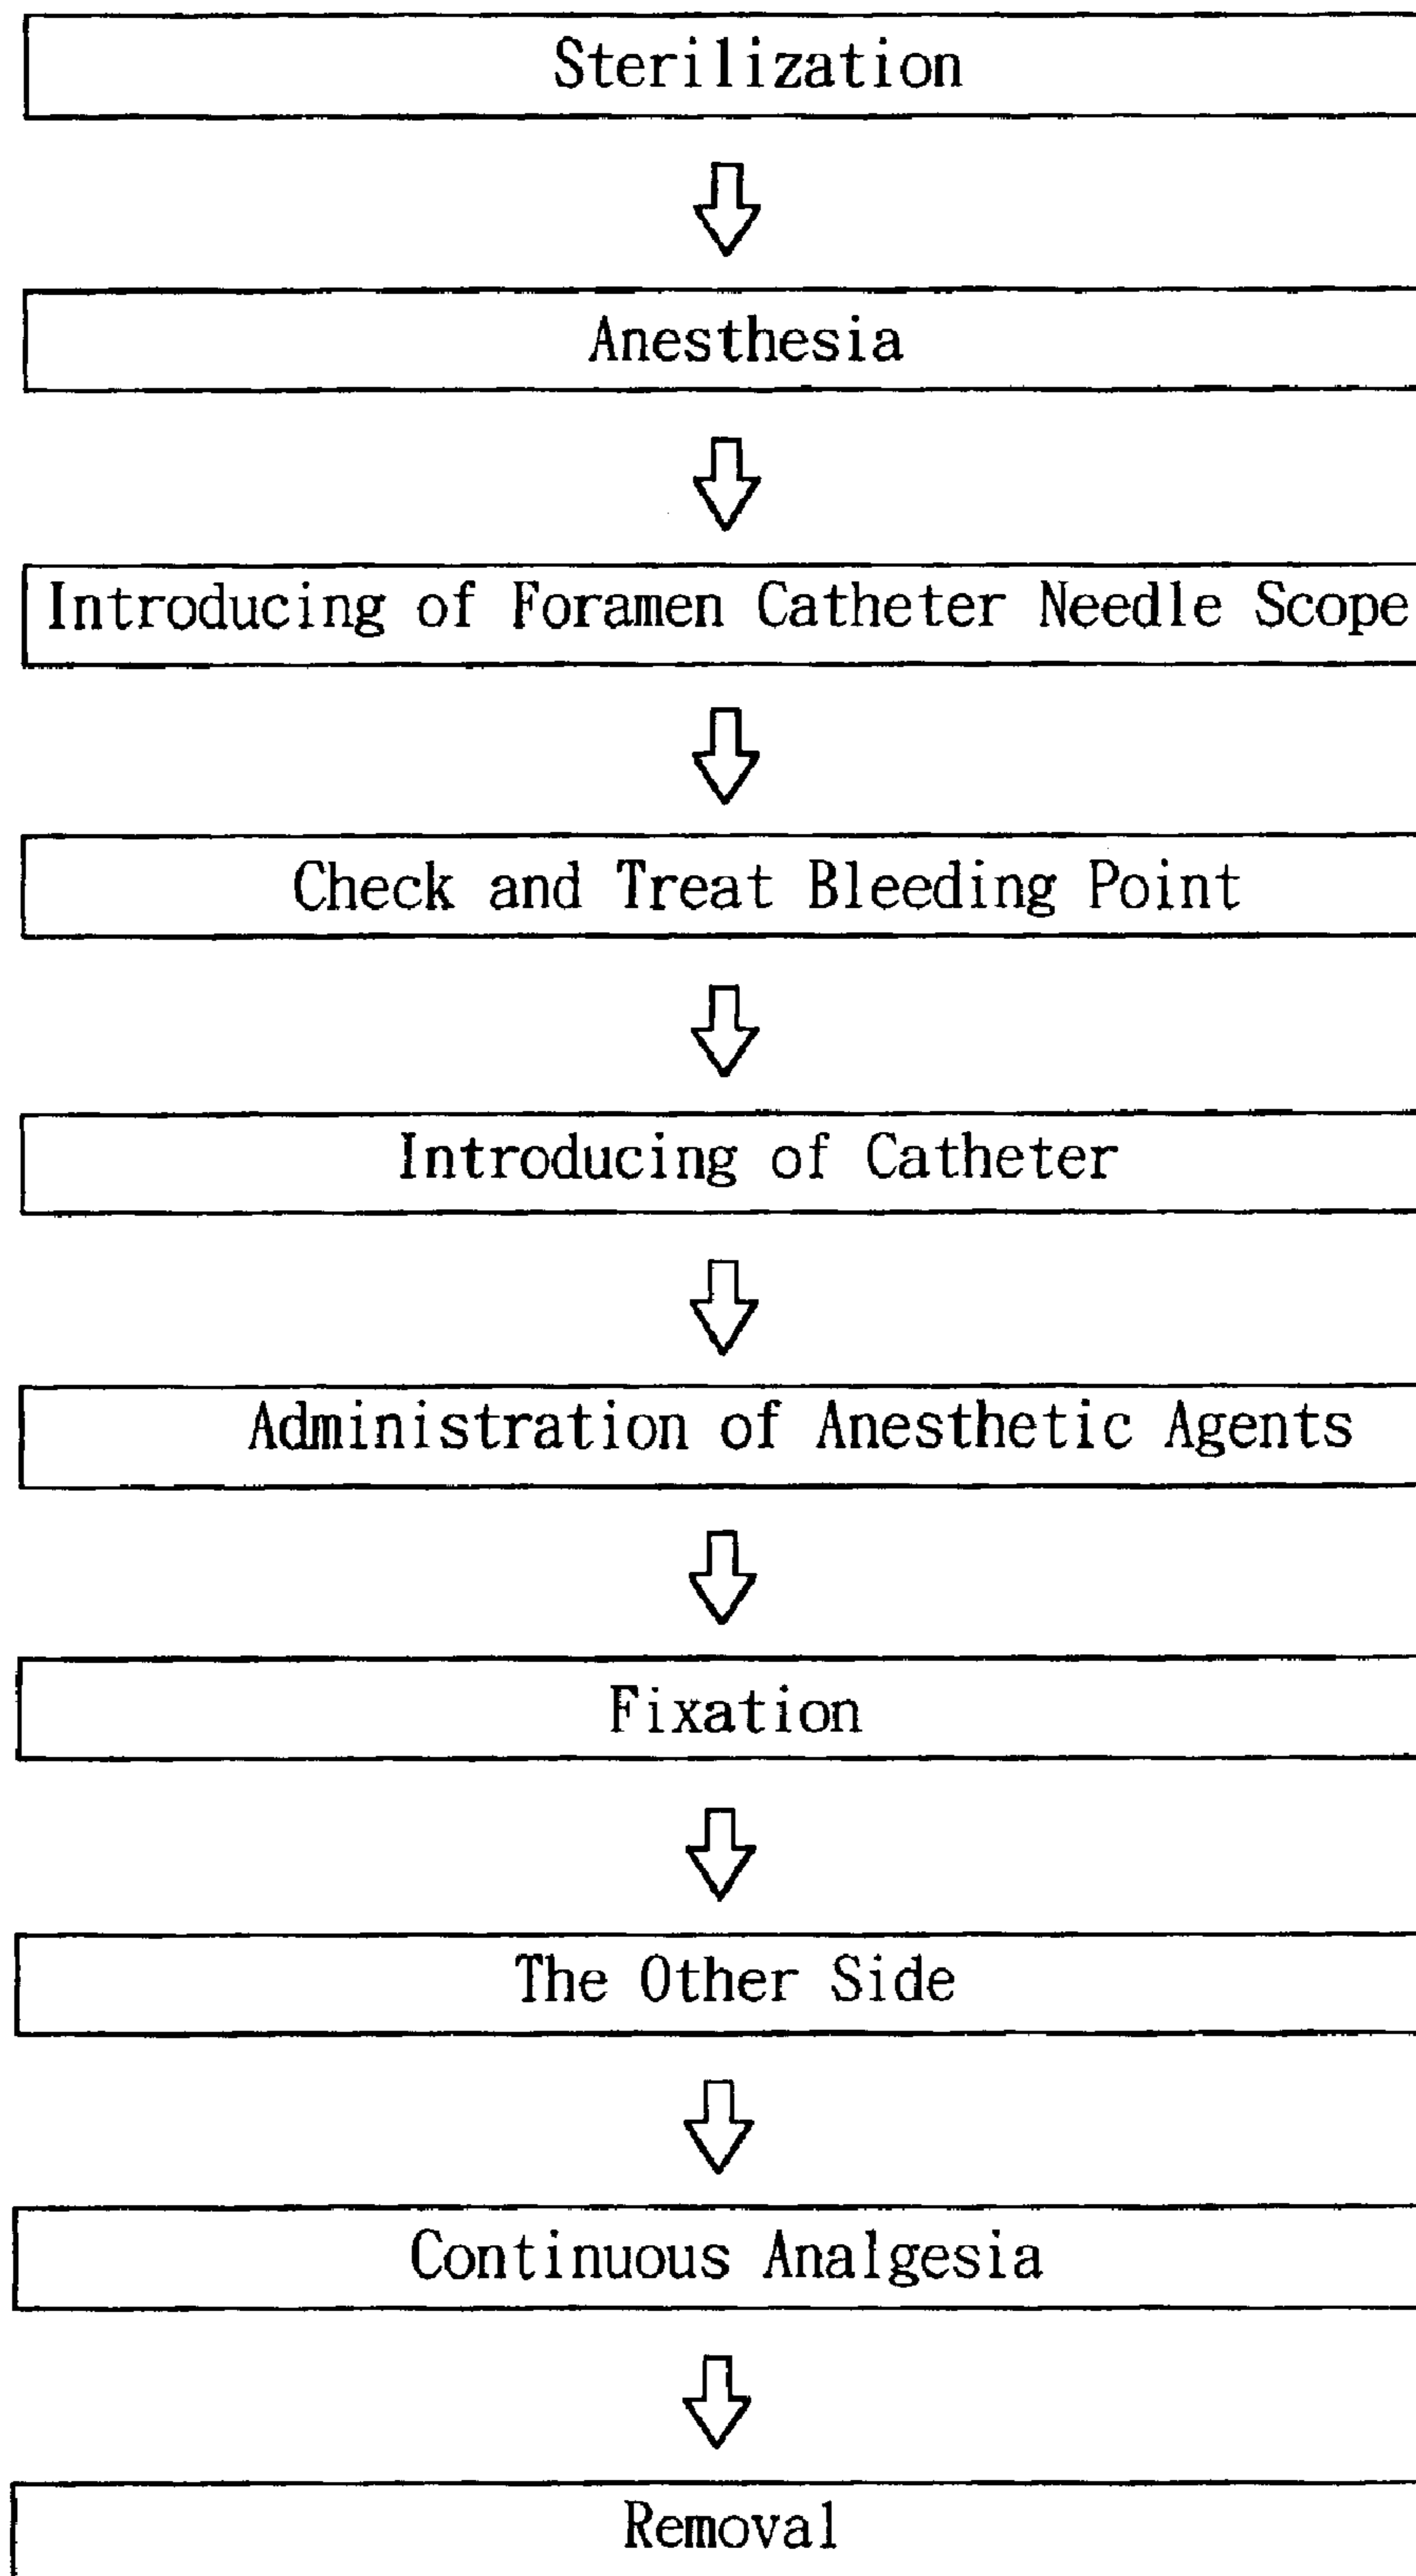 Sterilization
Anesthesia
Introducing of Foramen Catheter Needle Scope
Check and Treat Bleeding Point
Introducing of Catheter
Administration of Anesthetic Agents
Fixation
The Other Side
Continuous Analgesia
Removal